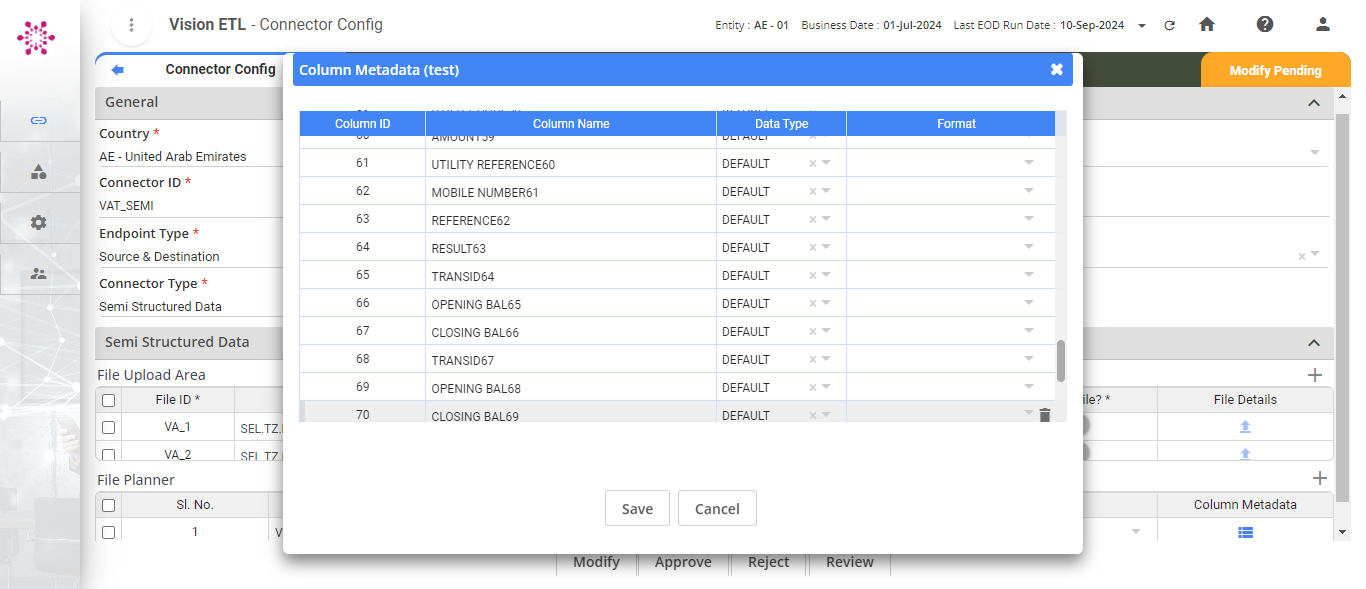 Vision ETL - Connector Config
Entity : AE - 01 Business Date : 01-Jul-2024 Last EOD Run Date : 10-Sep-2024
Connector Config
Modify Pending
Column Metadata (test)
General
Country *
AE - United Arab Emirates
Connector ID *
VAT_SEMI
Endpoint Type *
Source & Destination
Connector Type *
Semi Structured Data
Semi Structured Data
File Upload Area
File ID *
ile? *
File Details
VA_1
SEL.TZ.
VA_2
SEL.TZ.
File Planner
Sl. No.
Column Metadata
1
Column ID Column Name Data Type Format
60 AMOUNT59 DEFAULT
61 UTILITY REFERENCE60 DEFAULT
62 MOBILE NUMBER61 DEFAULT
63 REFERENCE62 DEFAULT
64 RESULT63 DEFAULT
65 TRANSID64 DEFAULT
66 OPENING BAL65 DEFAULT
67 CLOSING BAL66 DEFAULT
68 TRANSID67 DEFAULT
69 OPENING BAL68 DEFAULT
70 CLOSING BAL69 DEFAULT
Save Cancel
Modify Approve Reject Review